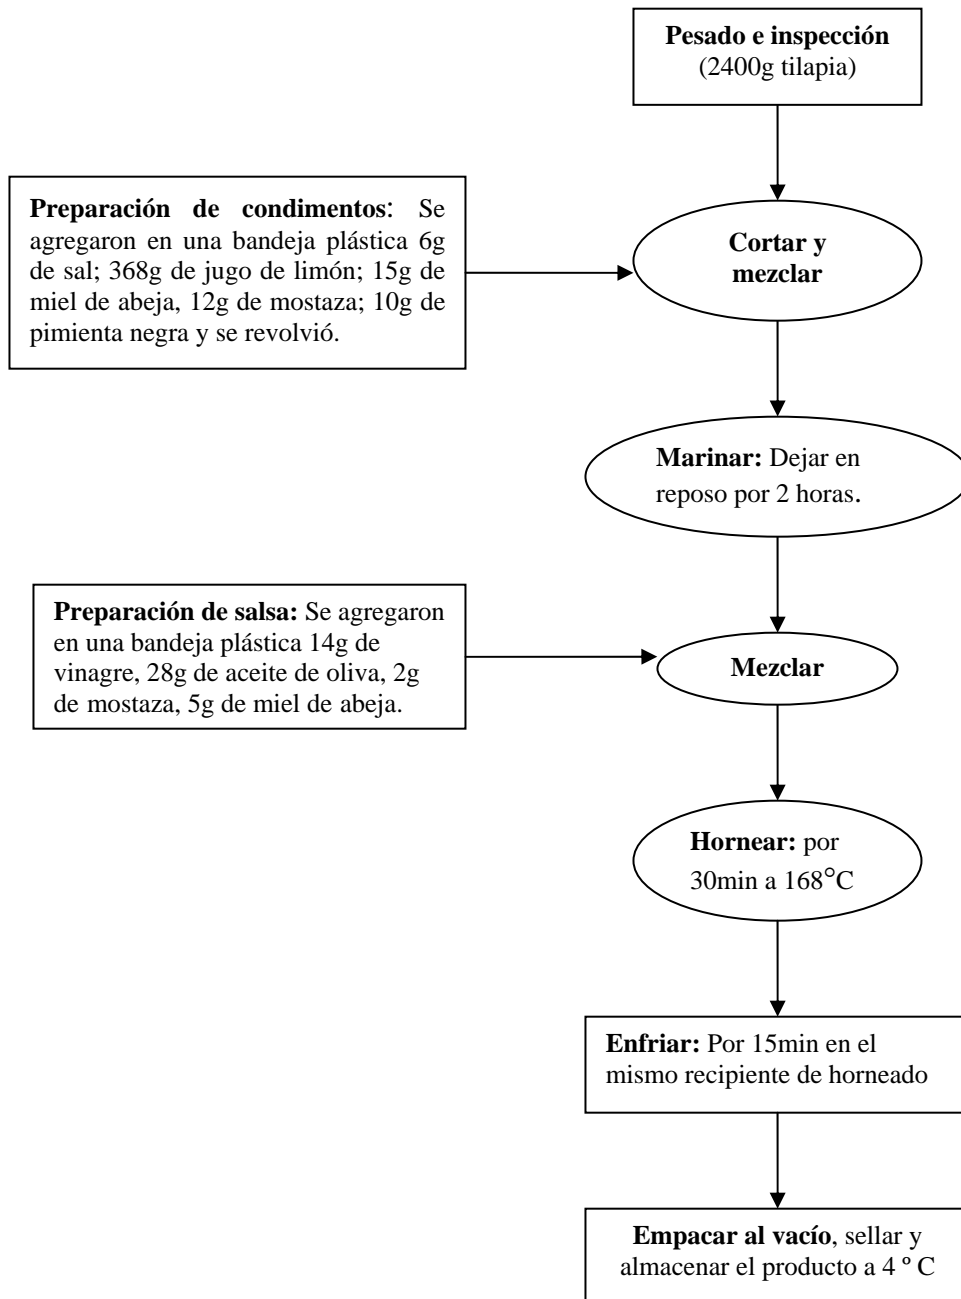 Pesado e inspección
(2400g tilapia)
Preparación de condimentos: Se
agregaron en una bandeja plástica 6g
de sal; 368g de jugo de limón; 15g de
miel de abeja, 12g de mostaza; 10g de
pimienta negra y se revolvió.
Cortar y
mezclar
Marinar: Dejar en
reposo por 2 horas.
Preparación de salsa: Se agregaron
en una bandeja plástica 14g de
vinagre, 28g de aceite de oliva, 2g
de mostaza, 5g de miel de abeja.
Mezclar
Hornear: por
30min a 168°C
Enfriar: Por 15min en el
mismo recipiente de horneado
Empacar al vacío, sellar y
almacenar el producto a 4 º C